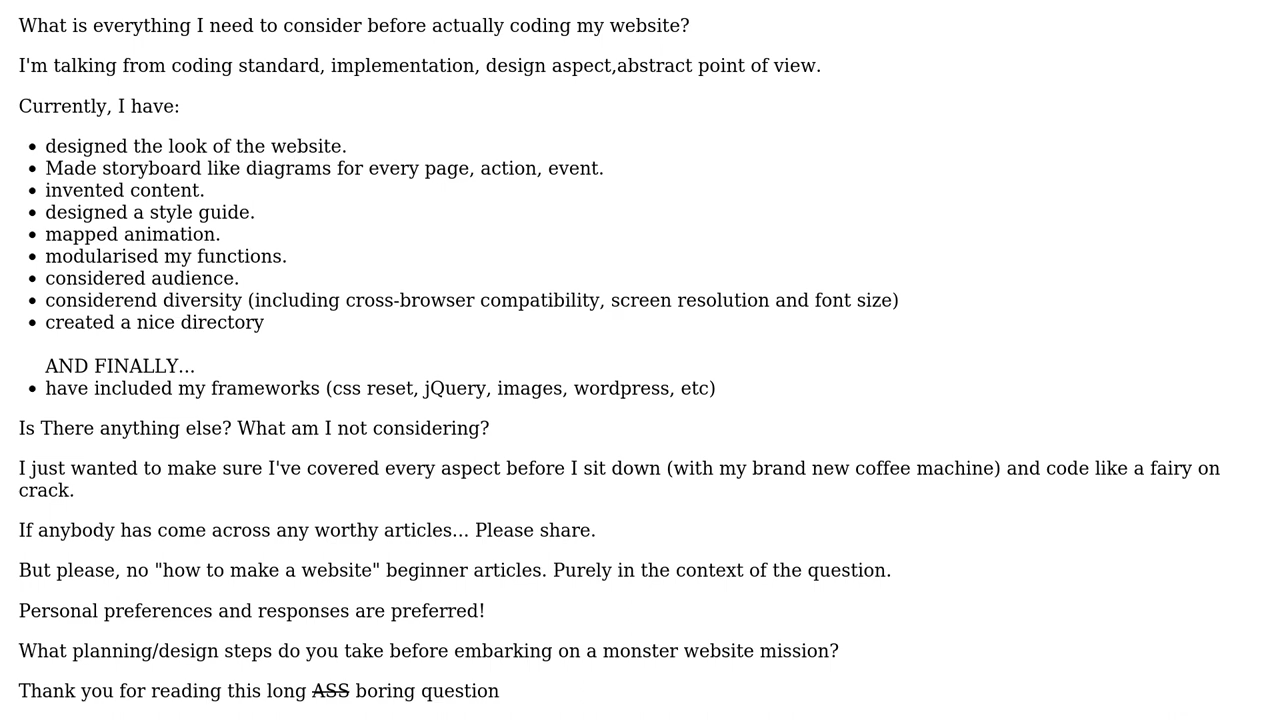 What is everything I need to consider before actually coding my website?
I'm talking from coding standard, implementation, design aspect,abstract point of view.
Currently, I have:
• designed the look of the website.
• Made storyboard like diagrams for every page, action, event.
• invented content.
• designed a style guide.
• mapped animation.
• modularised my functions.
• considered audience.
• considerend diversity (including cross-browser compatibility, screen resolution and font size)
• created a nice directory
AND FINALLY...
• have included my frameworks (css reset, jQuery, images, wordpress, etc)
Is There anything else? What am I not considering?
I just wanted to make sure I've covered every aspect before I sit down (with my brand new coffee machine) and code like a fairy on
crack.
If anybody has come across any worthy articles... Please share.
But please, no "how to make a website" beginner articles. Purely in the context of the question.
Personal preferences and responses are preferred!
What planning/design steps do you take before embarking on a monster website mission?
Thank you for reading this long ASS boring question